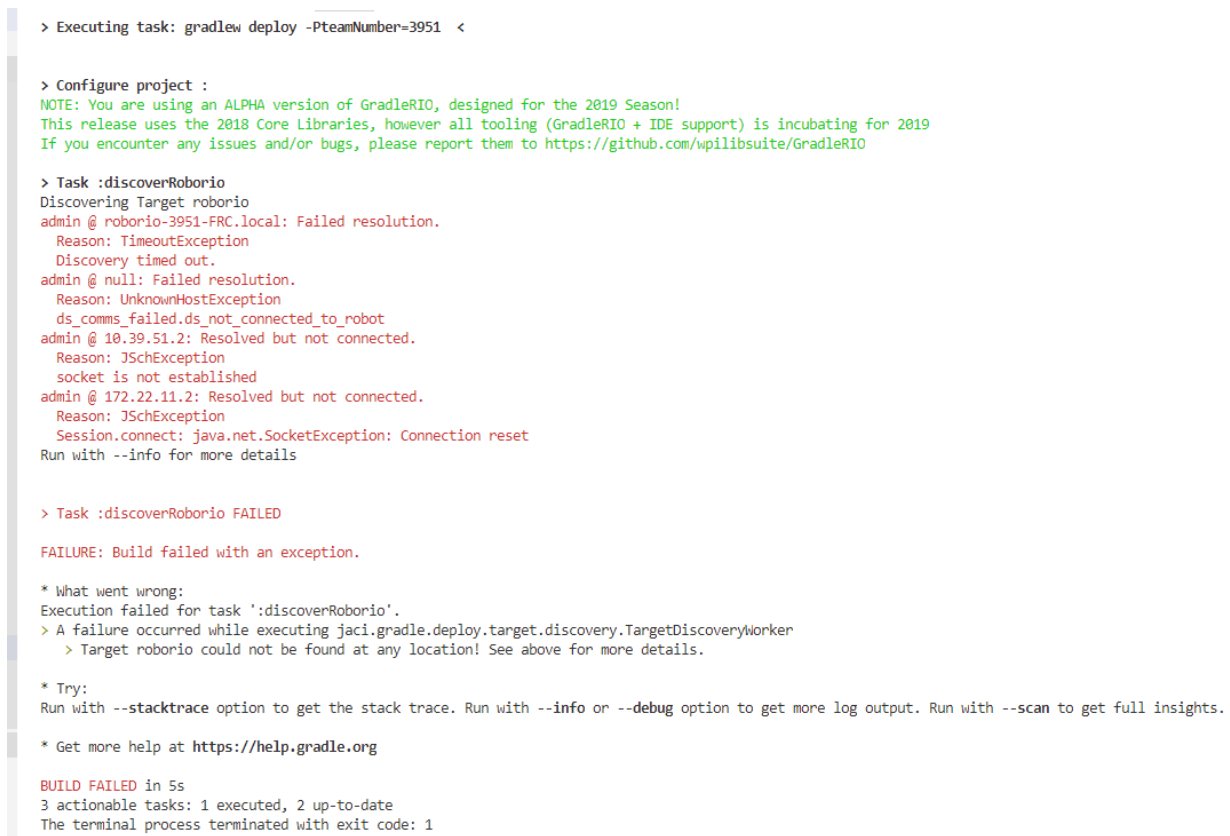 > Executing task: gradlew deploy -PteamNumber=3951 <
> Configure project :
NOTE: You are using an ALPHA version of GradleRIO, designed for the 2019 Season!
This release uses the 2018 Core Libraries, however all tooling (GradleRIO + IDE support) is incubating for 2019
If you encounter any issues and/or bugs, please report them to https://github.com/wpilibsuite/GradleRIO
> Task :discoverRoborio
Discovering Target roborio
admin @ roborio-3951-FRC.local: Failed resolution.
Reason: TimeoutException
Discovery timed out.
admin @ null: Failed resolution.
Reason: UnknownHostException
ds_comms_failed.ds_not_connected_to_robot
admin @ 10.39.51.2: Resolved but not connected.
Reason: JSchException
socket is not established
admin @ 172.22.11.2: Resolved but not connected.
Reason: JSchException
Session.connect: java.net.SocketException: Connection reset
Run with --info for more details
> Task :discoverRoborio FAILED
FAILURE: Build failed with an exception.
* What went wrong:
Execution failed for task ':discoverRoborio'.
> A failure occurred while executing jaci.gradle.deploy.target.discovery.TargetDiscoveryWorker
> Target roborio could not be found at any location! See above for more details.
* Try:
Run with --stacktrace option to get the stack trace. Run with --info or --debug option to get more log output. Run with --scan to get full insights.
* Get more help at https://help.gradle.org
BUILD FAILED in 5s
3 actionable tasks: 1 executed, 2 up-to-date
The terminal process terminated with exit code: 1